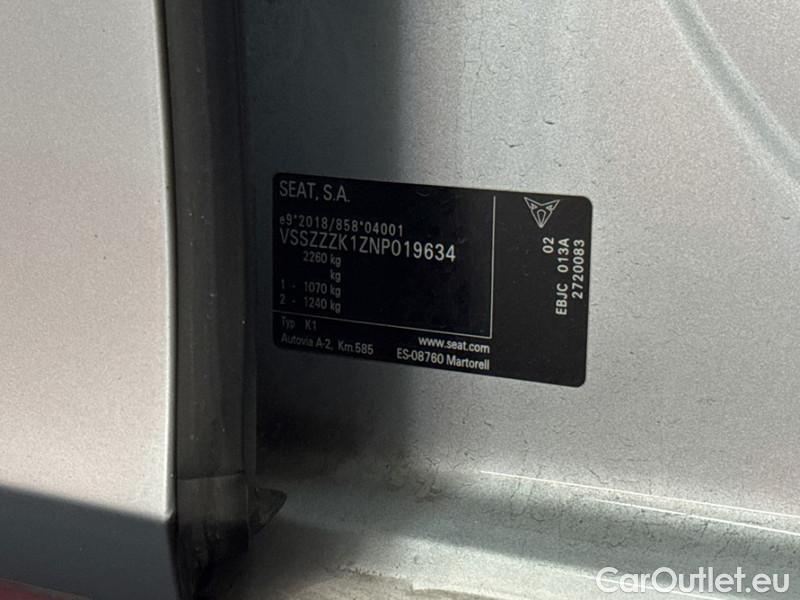 SEAT, S.A.
e9*2018/858*04001
VSSZZZK1ZNP019634
2260 kg
kg
1 - 1070 kg
2 - 1240 kg
Typ K1
www.seat.com
Autovia A-2, Km.585 ES-08760 Martorell
02
EBJC 013A
2720083
CarOutlet.eu